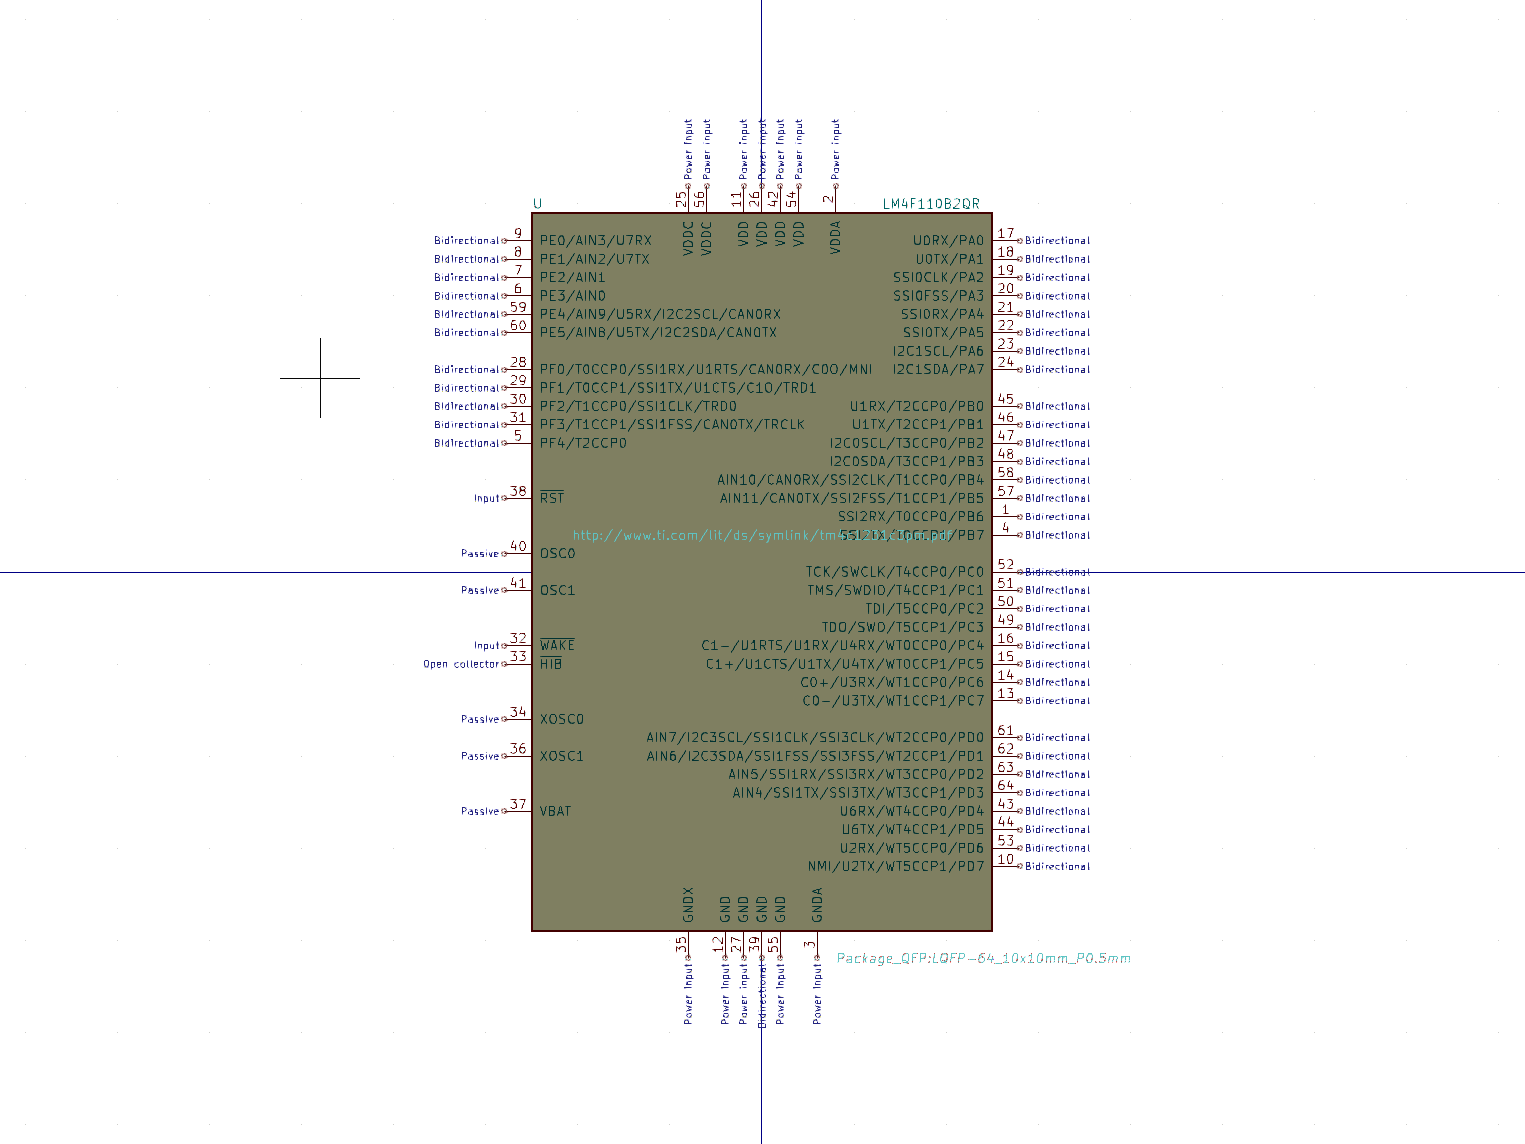 Power input
Power input
Power input
Power input
Power input
Power input
Power input
25
56
11
26
42
54
2
U
LM4F110B2QR
VDDC
VDDC
VDD
VDD
VDD
VDD
VDDA
Bidirectional 9 PE0/AIN3/U7RX
Bidirectional 8 PE1/AIN2/U7TX
Bidirectional 7 PE2/AIN1
Bidirectional 6 PE3/AIN0
Bidirectional 59 PE4/AIN9/U5RX/I2C2SCL/CAN0RX
Bidirectional 60 PE5/AIN8/U5TX/I2C2SDA/CAN0TX
Bidirectional 28 PF0/T0CCP0/SSI1RX/U1RTS/CAN0RX/C0O/MNI
Bidirectional 29 PF1/T0CCP1/SSI1TX/U1CTS/C1O/TRD1
Bidirectional 30 PF2/T1CCP0/SSI1CLK/TRD0
Bidirectional 31 PF3/T1CCP1/SSI1FSS/CAN0TX/TRCLK
Bidirectional 5 PF4/T2CCP0
Input 38 RST
Passive 40 OSC0
Passive 41 OSC1
Input 32 WAKE
Open collector 33 HIB
Passive 34 XOSC0
Passive 36 XOSC1
Passive 37 VBAT
U0RX/PA0 17 Bidirectional
U0TX/PA1 18 Bidirectional
SSI0CLK/PA2 19 Bidirectional
SSI0FSS/PA3 20 Bidirectional
SSI0RX/PA4 21 Bidirectional
SSI0TX/PA5 22 Bidirectional
I2C1SCL/PA6 23 Bidirectional
I2C1SDA/PA7 24 Bidirectional
U1RX/T2CCP0/PB0 45 Bidirectional
U1TX/T2CCP1/PB1 46 Bidirectional
I2C0SCL/T3CCP0/PB2 47 Bidirectional
I2C0SDA/T3CCP1/PB3 48 Bidirectional
AIN10/CAN0RX/SSI2CLK/T1CCP0/PB4 58 Bidirectional
AIN11/CAN0TX/SSI2FSS/T1CCP1/PB5 57 Bidirectional
SSI2RX/T0CCP0/PB6 1 Bidirectional
SSI2TX/T0CCP1/PB7 4 Bidirectional
TCK/SWCLK/T4CCP0/PC0 52 Bidirectional
TMS/SWDIO/T4CCP1/PC1 51 Bidirectional
TDI/T5CCP0/PC2 50 Bidirectional
TDO/SWO/T5CCP1/PC3 49 Bidirectional
C1-/U1RTS/U1RX/U4RX/WT0CCP0/PC4 16 Bidirectional
C1+/U1CTS/U1TX/U4TX/WT0CCP1/PC5 15 Bidirectional
C0+/U3RX/WT1CCP0/PC6 14 Bidirectional
C0-/U3TX/WT1CCP1/PC7 13 Bidirectional
AIN7/I2C3SCL/SSI1CLK/SSI3CLK/WT2CCP0/PD0 61 Bidirectional
AIN6/I2C3SDA/SSI1FSS/SSI3FSS/WT2CCP1/PD1 62 Bidirectional
AIN5/SSI1RX/SSI3RX/WT3CCP0/PD2 63 Bidirectional
AIN4/SSI1TX/SSI3TX/WT3CCP1/PD3 64 Bidirectional
U6RX/WT4CCP0/PD4 43 Bidirectional
U6TX/WT4CCP1/PD5 44 Bidirectional
U2RX/WT5CCP0/PD6 53 Bidirectional
NMI/U2TX/WT5CCP1/PD7 10 Bidirectional
GNDX
GND
GND
GND
GND
GNDA
35
12
27
39
55
3
Package_QFP:LQFP-64_10x10mm_P0.5mm
Power input
Power input
Power input
Bidirectional
Power input
Power input